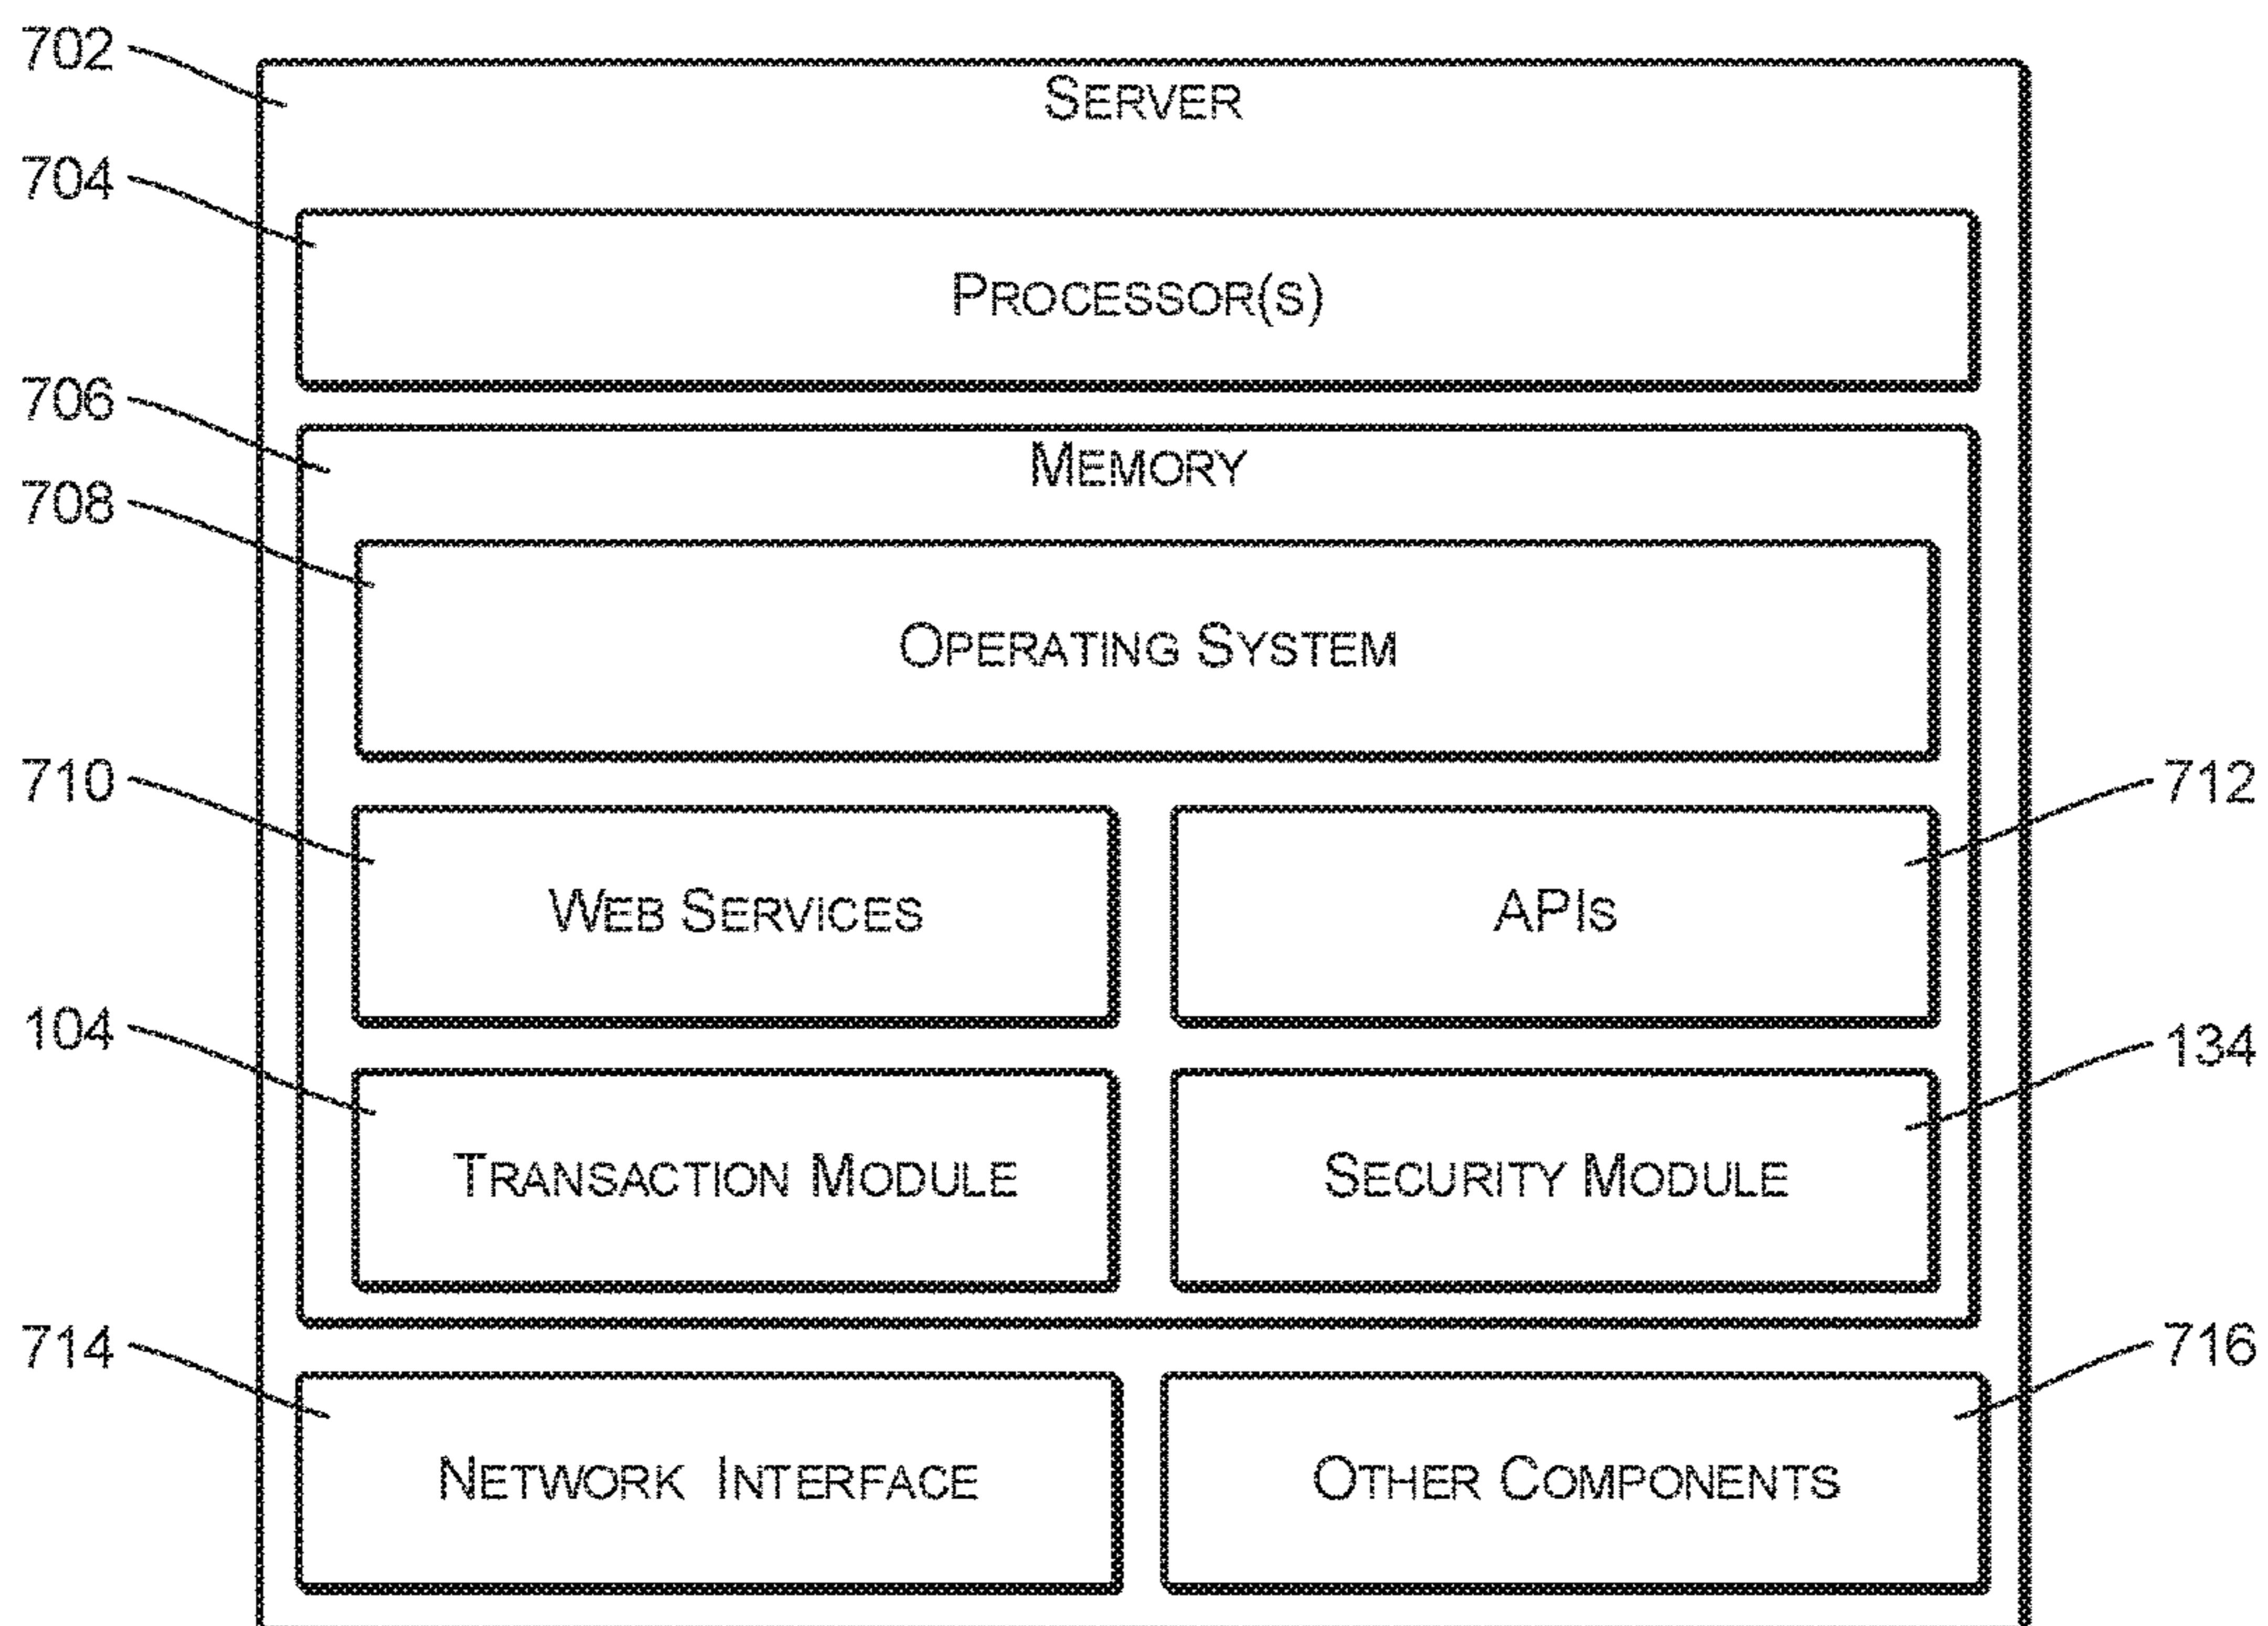 702
SERVER
704
PROCESSOR(S)
706
MEMORY
708
OPERATING SYSTEM
710
712
WEB SERVICES
APIS
104
134
TRANSACTION MODULE
SECURITY MODULE
714
716
NETWORK INTERFACE
OTHER COMPONENTS